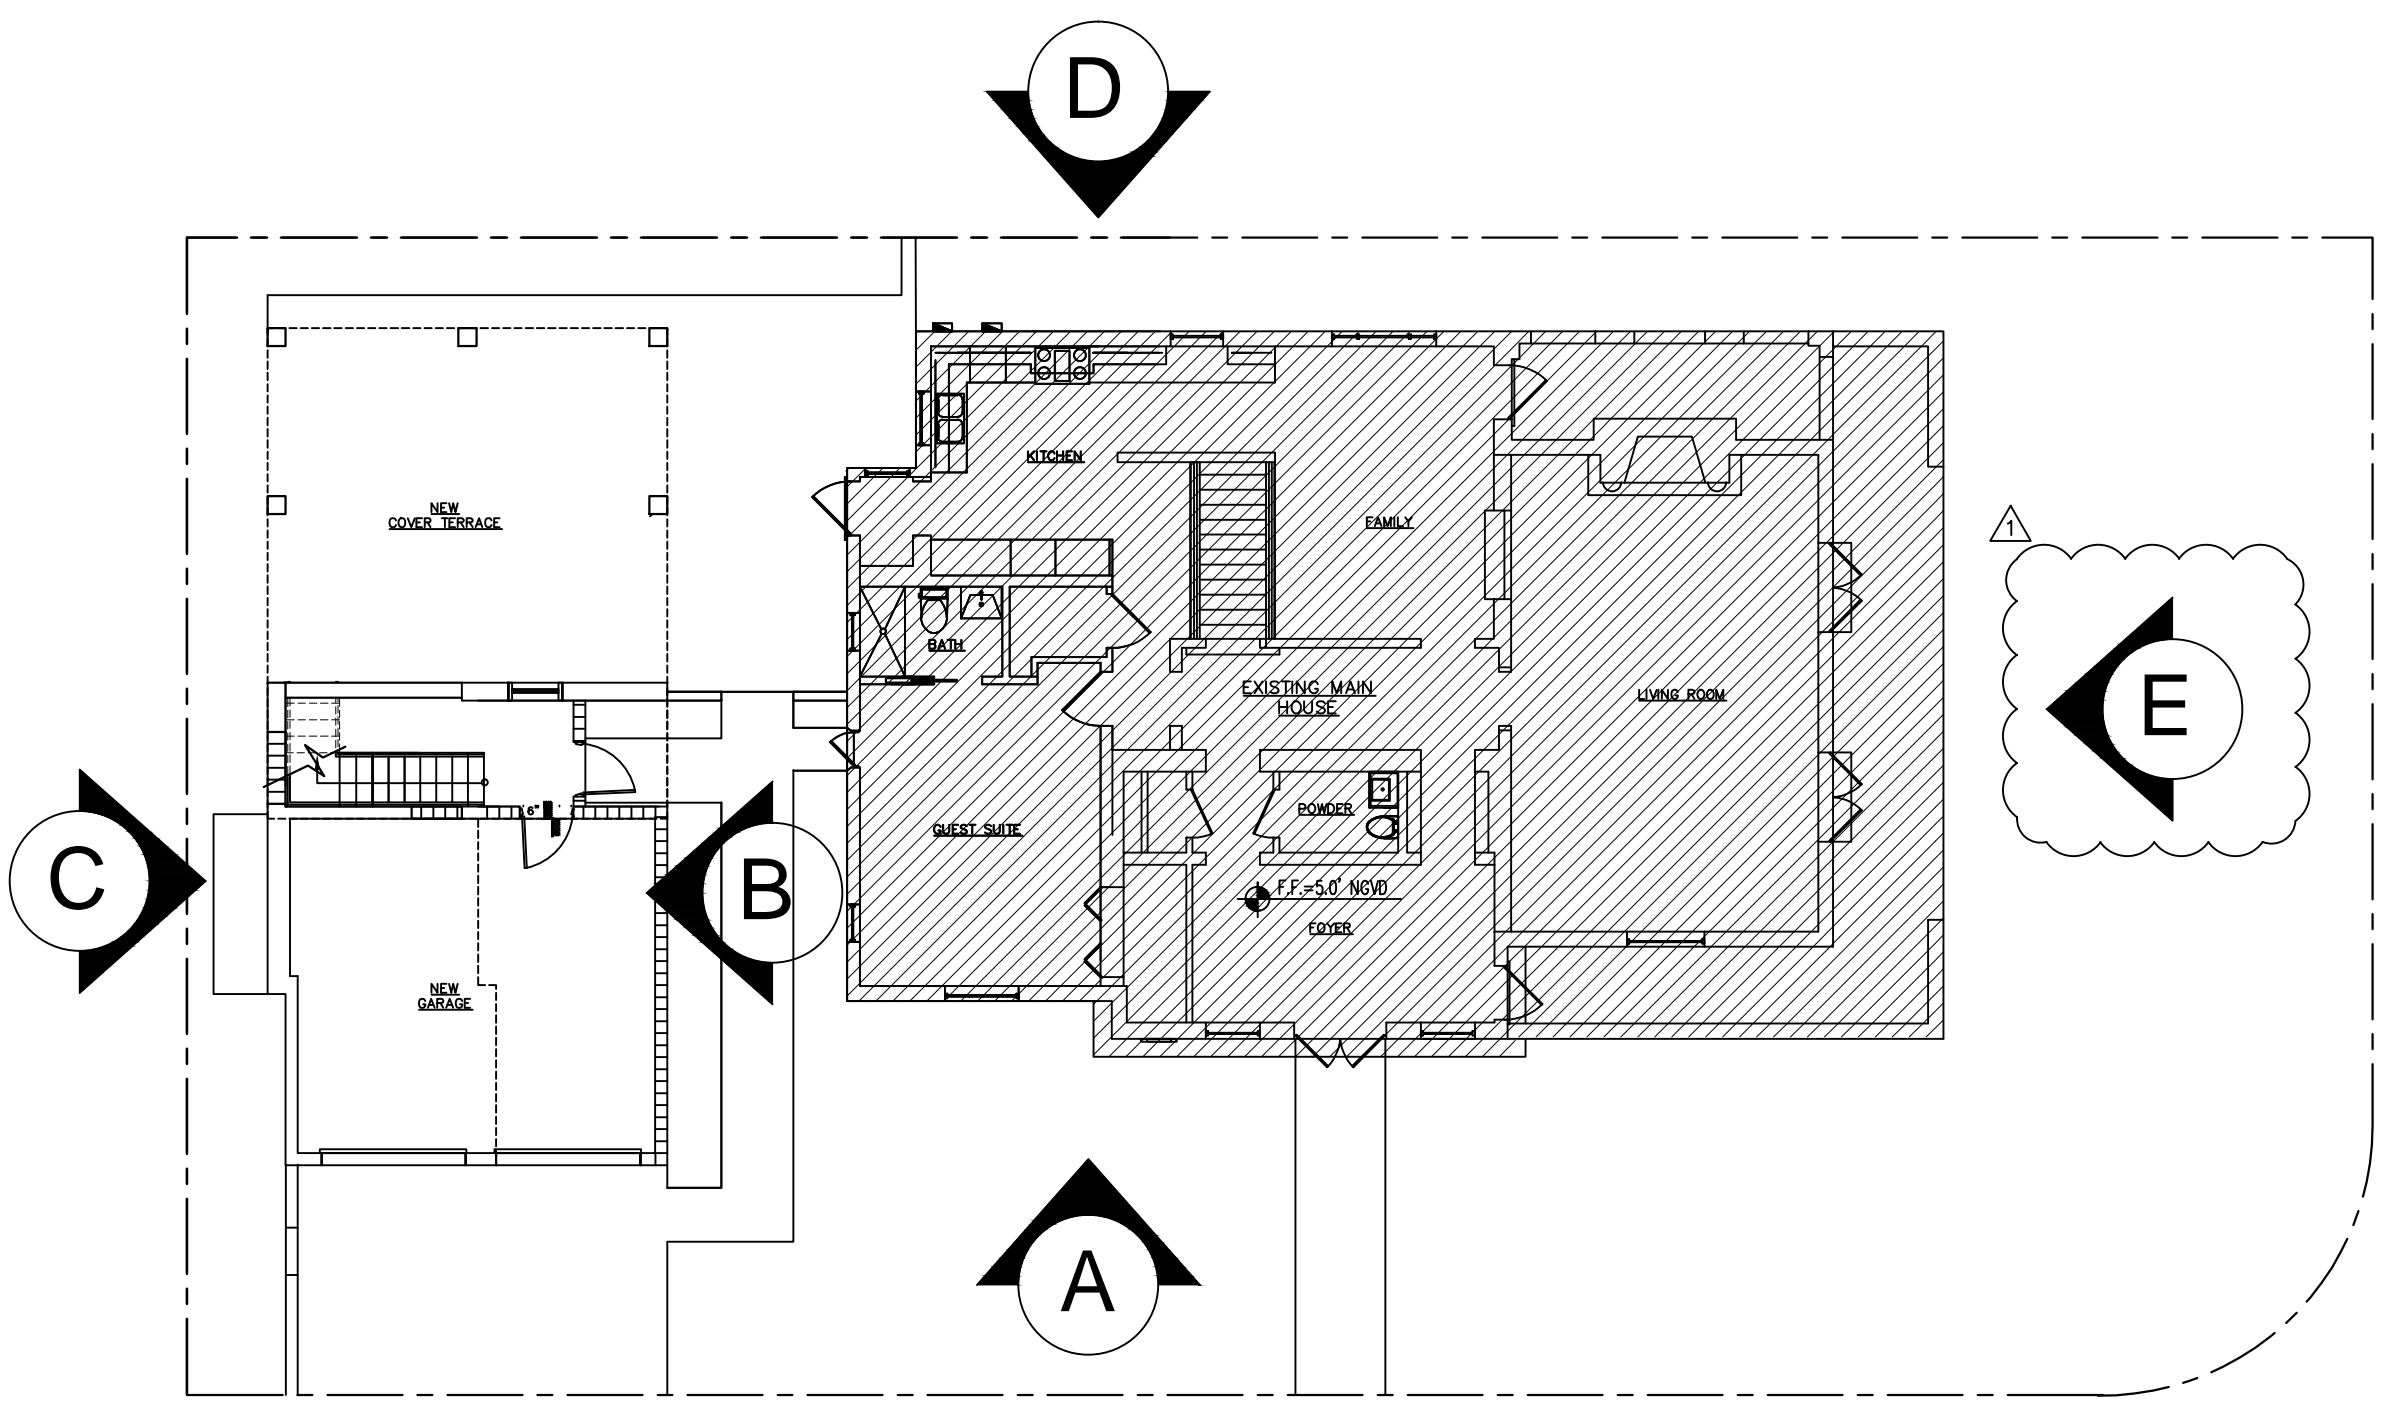 D
KITCHEN
NEW
COVER TERRACE
FAMILY
1
BATH
EXISTING MAIN
HOUSE
LIVING ROOM
E
6"
POWDER
GUEST SUITE
C
B
F.F.=5.0' NGVD
FOYER
NEW
GARAGE
A